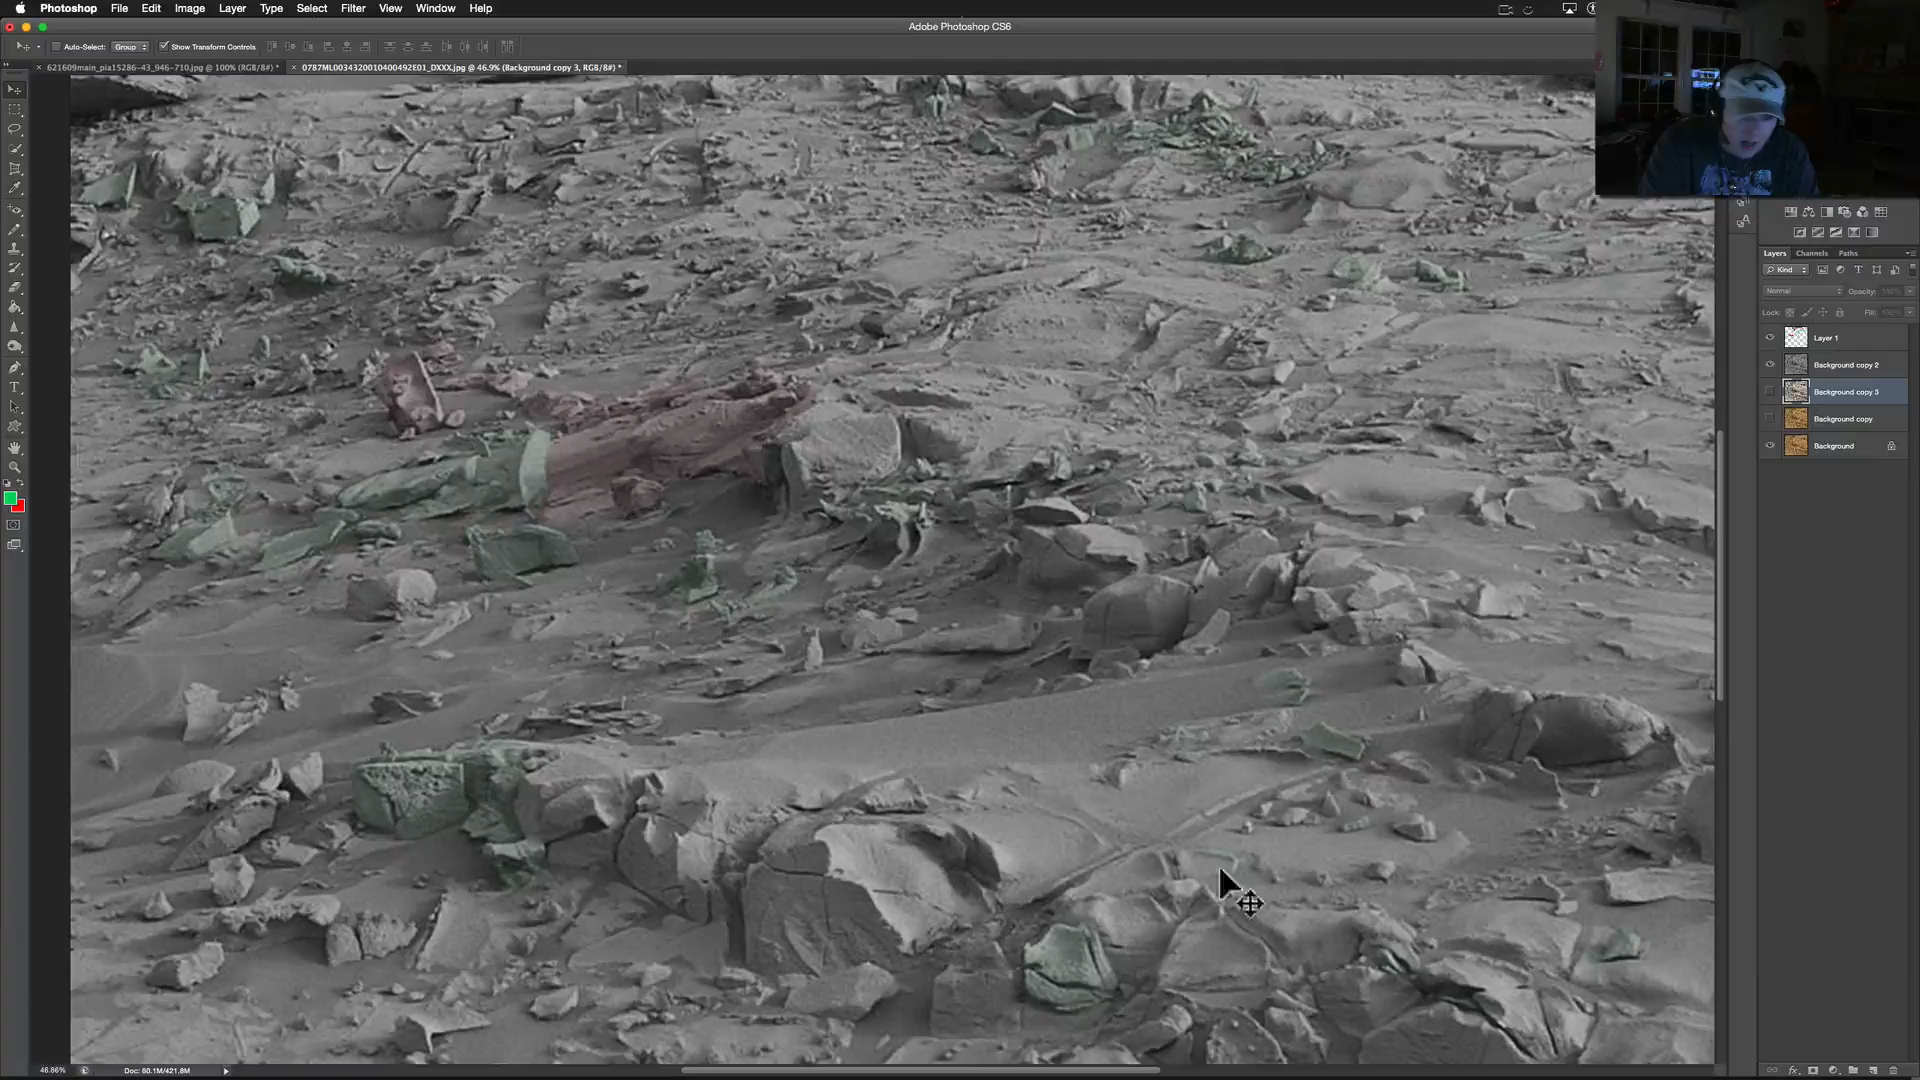 Photoshop File Edit Image Layer Type Select Filter View Window Help
Adobe Photoshop CS6
Auto-Select: Group Show Transform Controls
621609main_pia15286-43_946-710.jpg @ 100% (RGB/8#) * 0787ML0034320010400492E01_DXXX.jpg @ 46.9% (Background copy 3, RGB/8#) *
Layers Channels Paths
Kind
Normal Opacity: 100%
Lock: Fill: 100%
Layer 1
Background copy 2
Background copy 3
Background copy
Background
46.86% Doc: 80.1M/421.8M